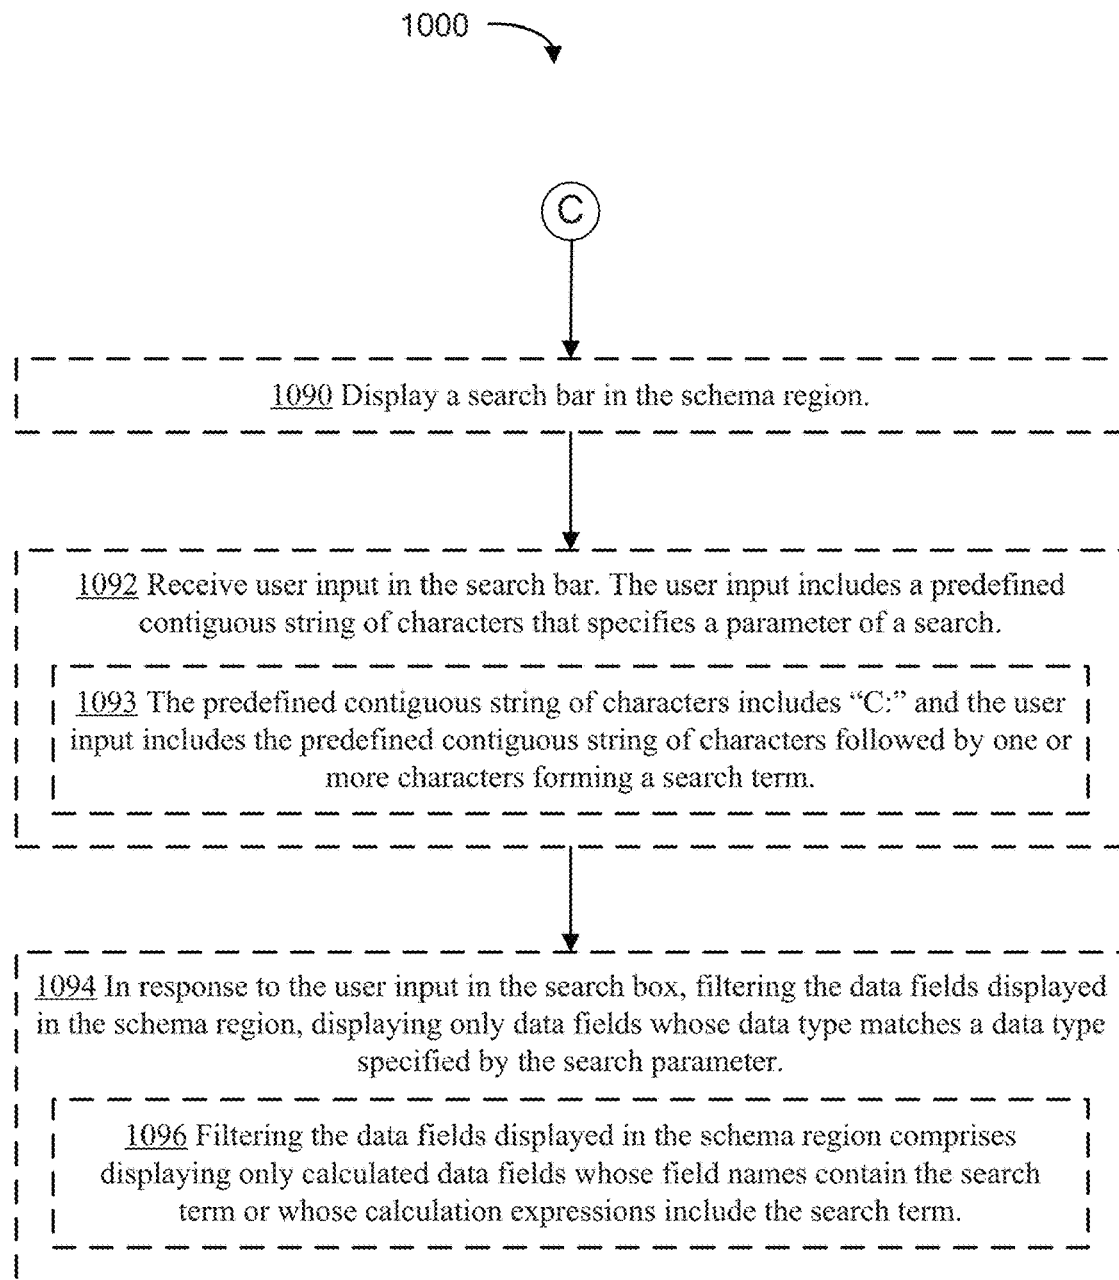 1000
C
1090 Display a search bar in the schema region.
1092 Receive user input in the search bar. The user input includes a predefined
contiguous string of characters that specifies a parameter of a search.
1093 The predefined contiguous string of characters includes “C:” and the user
input includes the predefined contiguous string of characters followed by one or
more characters forming a search term.
1094 In response to the user input in the search box, filtering the data fields displayed
in the schema region, displaying only data fields whose data type matches a data type
specified by the search parameter.
1096 Filtering the data fields displayed in the schema region comprises
displaying only calculated data fields whose field names contain the search
term or whose calculation expressions include the search term.